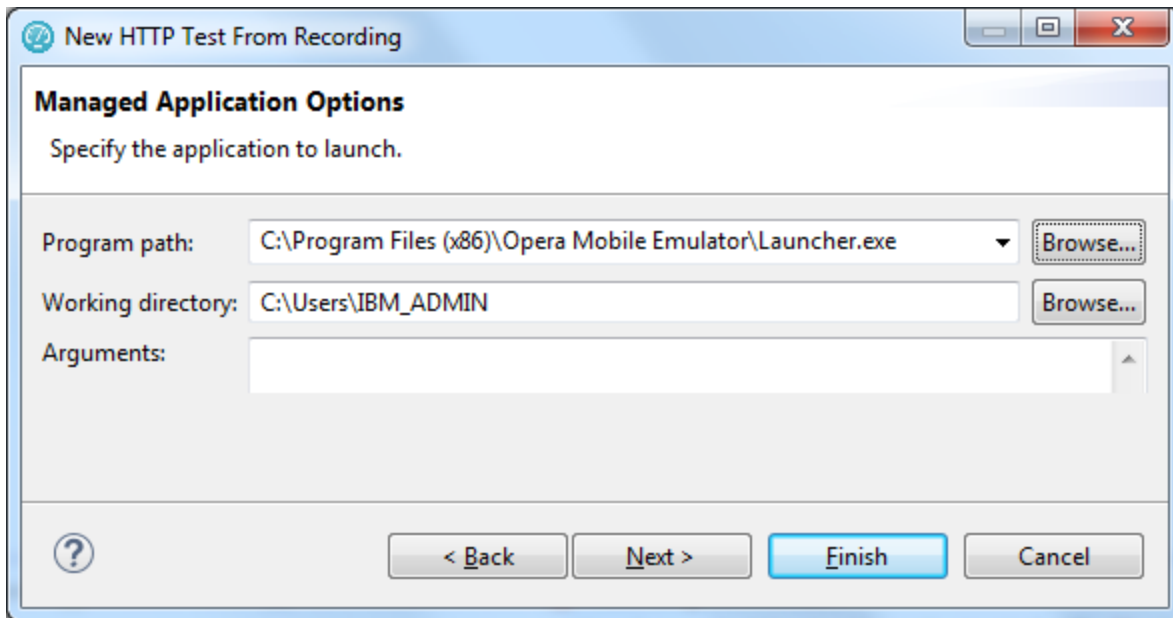 New HTTP Test From Recording
Managed Application Options
Specify the application to launch.
Program path: C:\Program Files (x86)\Opera Mobile Emulator\Launcher.exe Browse...
Working directory: C:\Users\IBM_ADMIN Browse...
Arguments:
? < Back Next > Finish Cancel